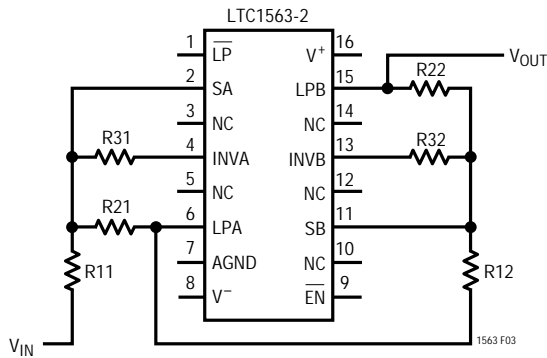 LTC1563-2
1 L̅P̅ V+ 16
2 SA LPB 15 VOUT
R22
3 NC NC 14
R31 4 INVA INVB 13 R32
5 NC NC 12
R21 6 LPA SB 11
7 AGND NC 10
R11 R12
8 V− E̅N̅ 9
VIN
1563 F03